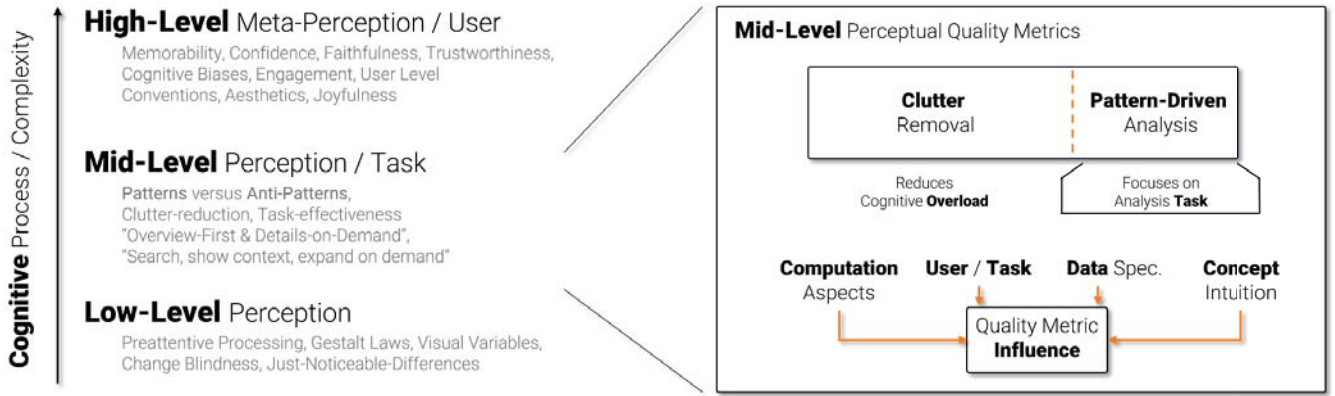 Cognitive Process / Complexity
High-Level Meta-Perception / User
Memorability, Confidence, Faithfulness, Trustworthiness,
Cognitive Biases, Engagement, User Level
Conventions, Aesthetics, Joyfulness
Mid-Level Perception / Task
Patterns versus Anti-Patterns,
Clutter-reduction, Task-effectiveness
"Overview-First & Details-on-Demand",
"Search, show context, expand on demand"
Low-Level Perception
Preattentive Processing, Gestalt Laws, Visual Variables,
Change Blindness, Just-Noticeable-Differences
Mid-Level Perceptual Quality Metrics
Clutter
Removal
Pattern-Driven
Analysis
Reduces
Cognitive Overload
Focuses on
Analysis Task
Computation
Aspects
User / Task
Data Spec.
Concept
Intuition
Quality Metric
Influence